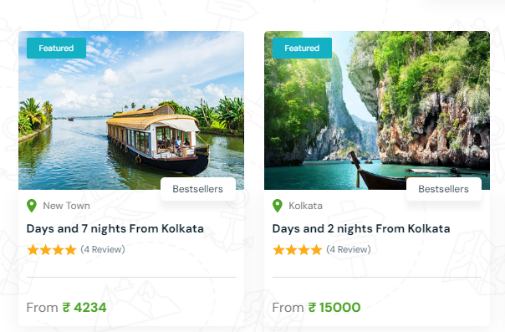 Featured
Bestsellers
New Town
Days and 7 nights From Kolkata
(4 Review)
From ₹ 4234
Featured
Bestsellers
Kolkata
Days and 2 nights From Kolkata
(4 Review)
From ₹ 15000